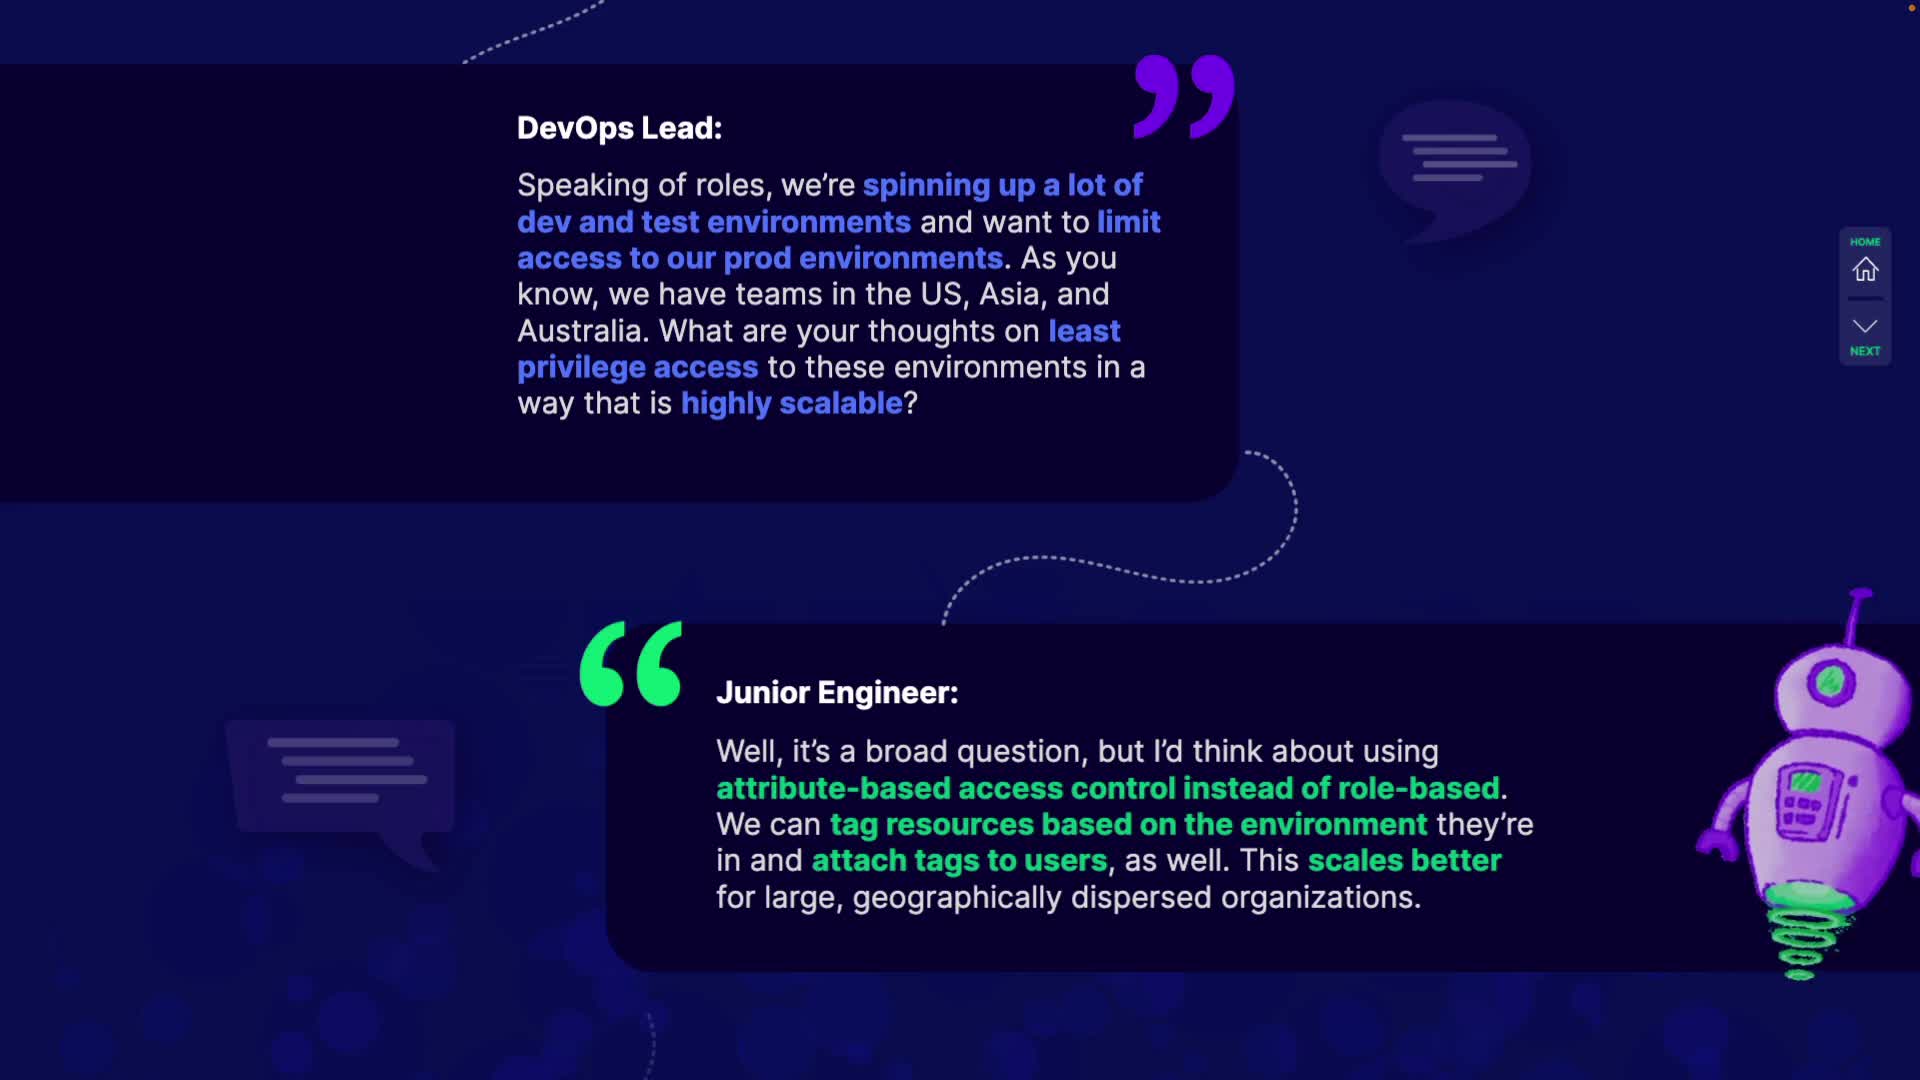 DevOps Lead:
Speaking of roles, we’re spinning up a lot of
dev and test environments and want to limit
access to our prod environments. As you
know, we have teams in the US, Asia, and
Australia. What are your thoughts on least
privilege access to these environments in a
way that is highly scalable?
HOME
NEXT
Junior Engineer:
Well, it’s a broad question, but I’d think about using
attribute-based access control instead of role-based.
We can tag resources based on the environment they’re
in and attach tags to users, as well. This scales better
for large, geographically dispersed organizations.